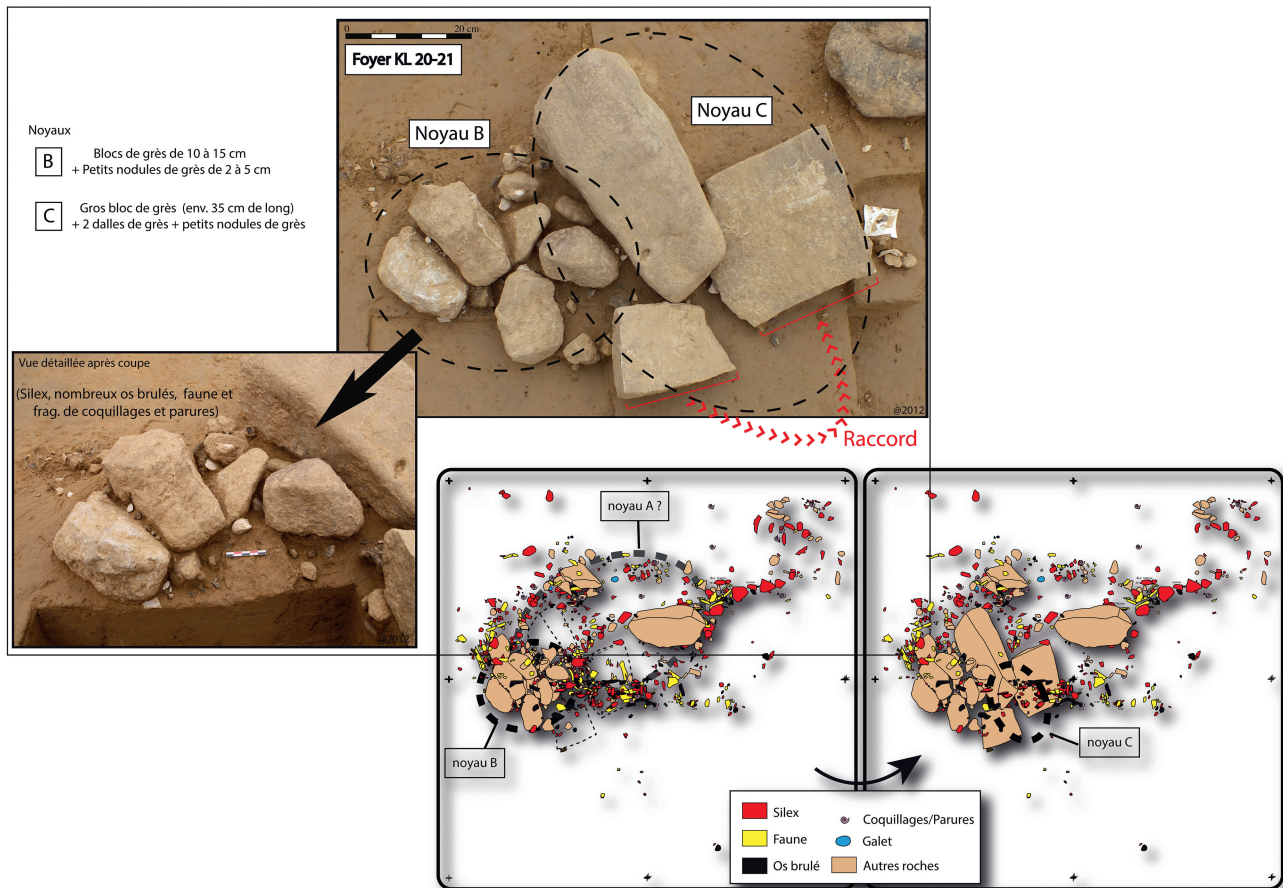 0 20 cm
Foyer KL 20-21
Noyau C
Noyau B
Noyaux
B
Blocs de grès de 10 à 15 cm
+ Petits nodules de grès de 2 à 5 cm
C
Gros bloc de grès (env. 35 cm de long)
+ 2 dalles de grès + petits nodules de grès
@2012
Raccord
Vue détaillée après coupe
(Silex, nombreux os brulés, faune et
frag. de coquillages et parures)
@2012
noyau A ?
noyau B
noyau C
Silex
Faune
Os brulé
Coquillages/Parures
Galet
Autres roches